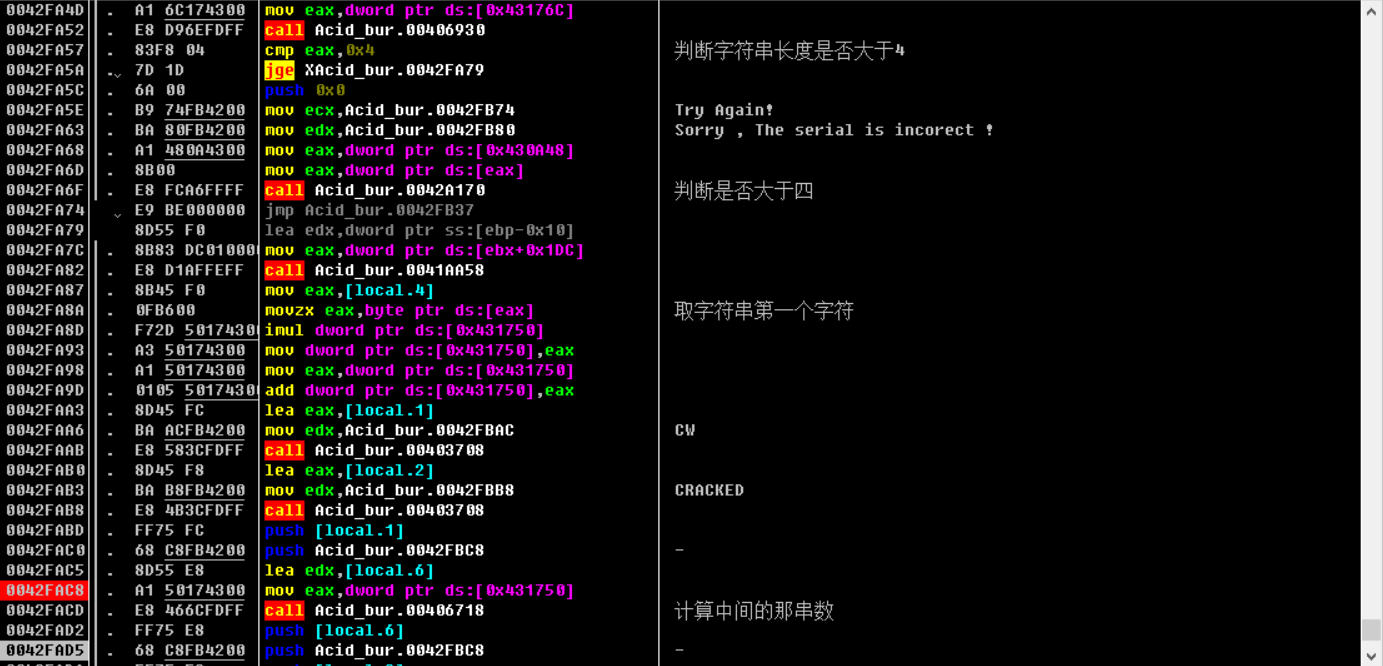 0042FA4D . A1 6C174300 mov eax,dword ptr ds:[0x43176C]
0042FA52 . E8 D96EFDFF call Acid_bur.00406930
0042FA57 . 83F8 04 cmp eax,0x4 判断字符串长度是否大于4
0042FA5A . 7D 1D jge XAcid_bur.0042FA79
0042FA5C . 6A 00 push 0x0
0042FA5E . B9 74FB4200 mov ecx,Acid_bur.0042FB74 Try Again!
0042FA63 . BA 80FB4200 mov edx,Acid_bur.0042FB80 Sorry , The serial is incorect !
0042FA68 . A1 480A4300 mov eax,dword ptr ds:[0x430A48]
0042FA6D . 8B00 mov eax,dword ptr ds:[eax]
0042FA6F . E8 FCA6FFFF call Acid_bur.0042A170 判断是否大于四
0042FA74 E9 BE000000 jmp Acid_bur.0042FB37
0042FA79 8D55 F0 lea edx,dword ptr ss:[ebp-0x10]
0042FA7C . 8B83 DC010000 mov eax,dword ptr ds:[ebx+0x1DC]
0042FA82 . E8 D1AFFEFF call Acid_bur.0041AA58
0042FA87 . 8B45 F0 mov eax,[local.4]
0042FA8A . 0FB600 movzx eax,byte ptr ds:[eax] 取字符串第一个字符
0042FA8D . F72D 50174300 imul dword ptr ds:[0x431750]
0042FA93 . A3 50174300 mov dword ptr ds:[0x431750],eax
0042FA98 . A1 50174300 mov eax,dword ptr ds:[0x431750]
0042FA9D . 0105 50174300 add dword ptr ds:[0x431750],eax
0042FAA3 . 8D45 FC lea eax,[local.1]
0042FAA6 . BA ACFB4200 mov edx,Acid_bur.0042FBAC CW
0042FAAB . E8 583CFDFF call Acid_bur.00403708
0042FAB0 . 8D45 F8 lea eax,[local.2]
0042FAB3 . BA B8FB4200 mov edx,Acid_bur.0042FBB8 CRACKED
0042FAB8 . E8 4B3CFDFF call Acid_bur.00403708
0042FABD . FF75 FC push [local.1]
0042FAC0 . 68 C8FB4200 push Acid_bur.0042FBC8 -
0042FAC5 . 8D55 E8 lea edx,[local.6]
0042FAC8 . A1 50174300 mov eax,dword ptr ds:[0x431750]
0042FACD . E8 466CFDFF call Acid_bur.00406718 计算中间的那串数
0042FAD2 . FF75 E8 push [local.6]
0042FAD5 . 68 C8FB4200 push Acid_bur.0042FBC8 -